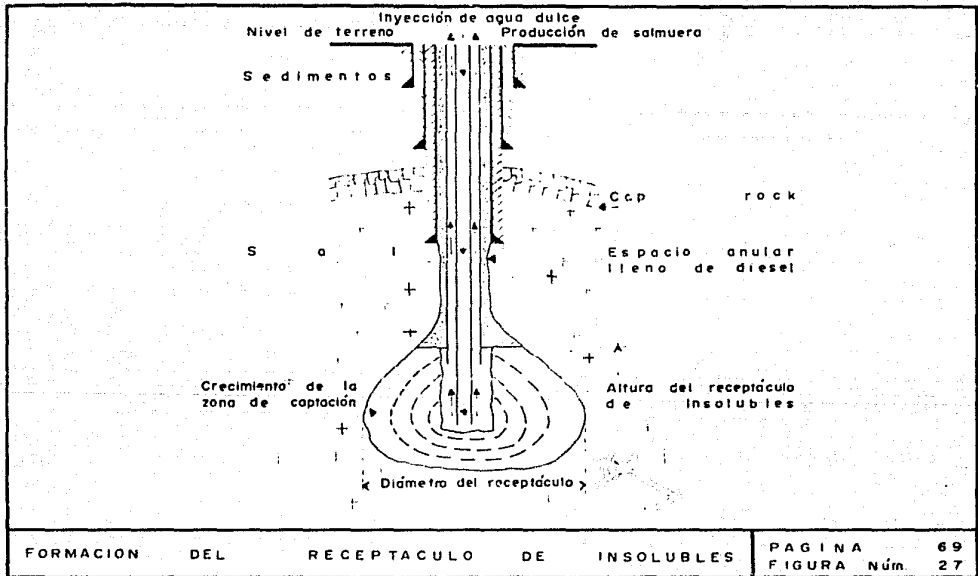 Inyección de agua dulce
Nivel de terreno
Producción de salmuera
Sedimentos
Cap rock
Sal
Espacio anular
lleno de diesel
Crecimiento de la
zona de captación
Altura del receptáculo
de insolubles
Diámetro del receptáculo
FORMACION DEL RECEPTACULO DE INSOLUBLES
PAGINA 69
FIGURA Núm. 27